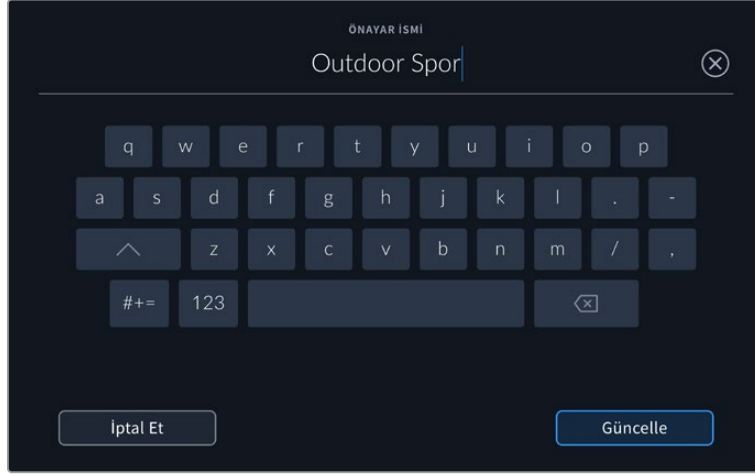 ÖNAYAR İSMİ
Outdoor Spor
q w e r t y u i o p
a s d f g h j k l . -
z x c v b n m / ,
#+= 123
İptal Et Güncelle